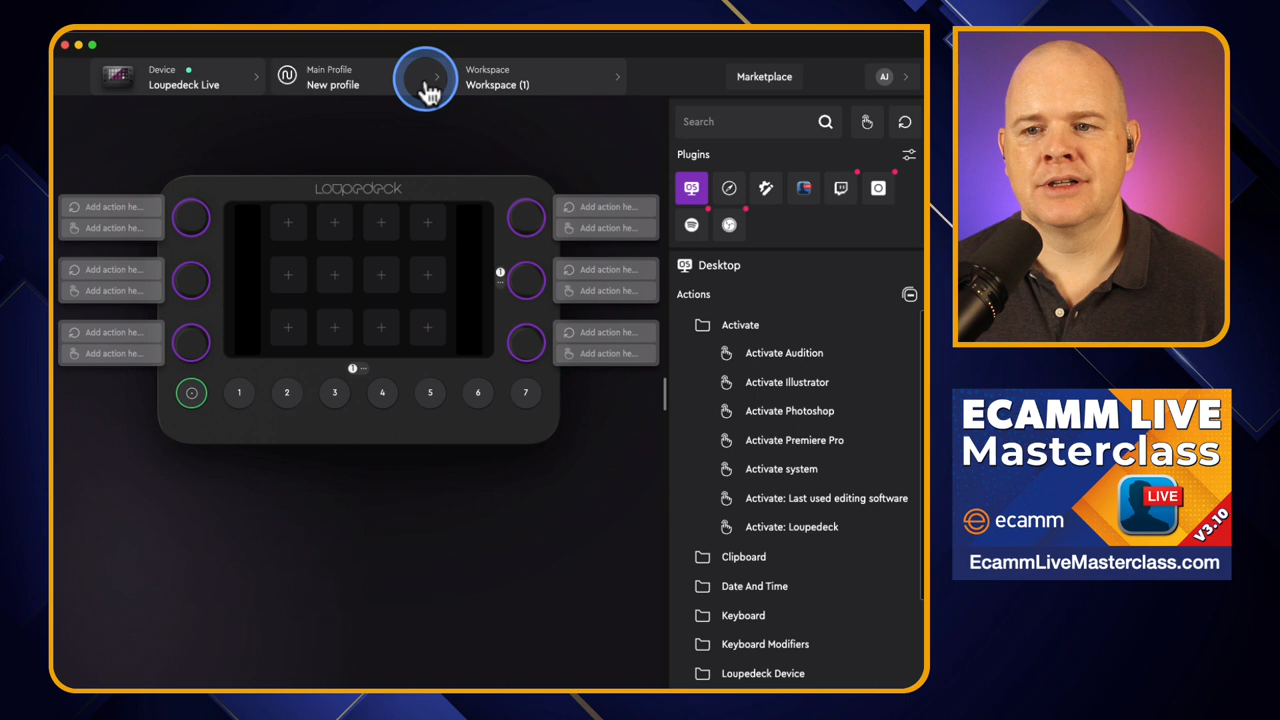 Device
Loupedeck Live
Main Profile
New profile
Workspace
Workspace (1)
Marketplace
AJ
Search
Plugins
OS
Desktop
Actions
Activate
Activate Audition
Activate Illustrator
Activate Photoshop
Activate Premiere Pro
Activate system
Activate: Last used editing software
Activate: Loupedeck
Clipboard
Date And Time
Keyboard
Keyboard Modifiers
Loupedeck Device
Loupedeck
Add action he...
Add action he...
Add action he...
Add action he...
Add action he...
Add action he...
Add action he...
Add action he...
Add action he...
Add action he...
Add action he...
Add action he...
1
1
1 2 3 4 5 6 7
ECAMM LIVE
Masterclass
LIVE
ecamm
v3.10
EcammLiveMasterclass.com